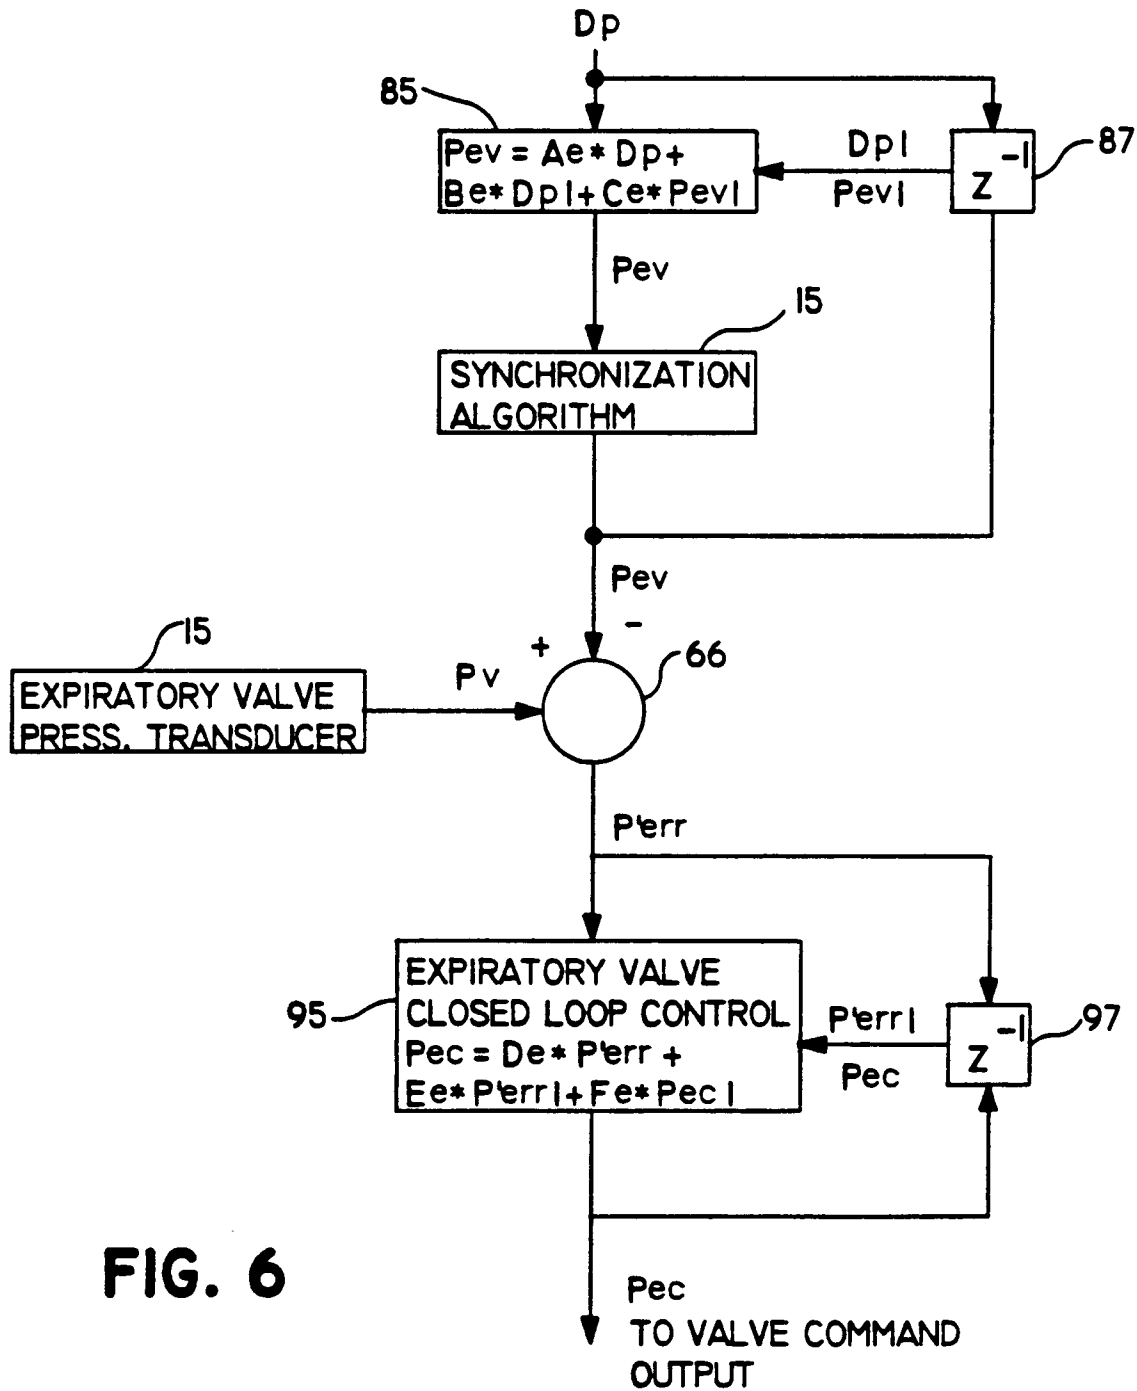 Dp
85
Pev = Ae* Dp+
Be* Dp1+ Ce* Pev1
Dp1
Pev1
Z -1
87
Pev
15
SYNCHRONIZATION
ALGORITHM
Pev
-
+
15
EXPIRATORY VALVE
PRESS. TRANSDUCER
Pv
66
P'err
95
EXPIRATORY VALVE
CLOSED LOOP CONTROL
Pec = De* P'err +
Ee* P'err1+ Fe* Pec1
P'err1
Pec
Z -1
97
FIG. 6
Pec
TO VALVE COMMAND
OUTPUT